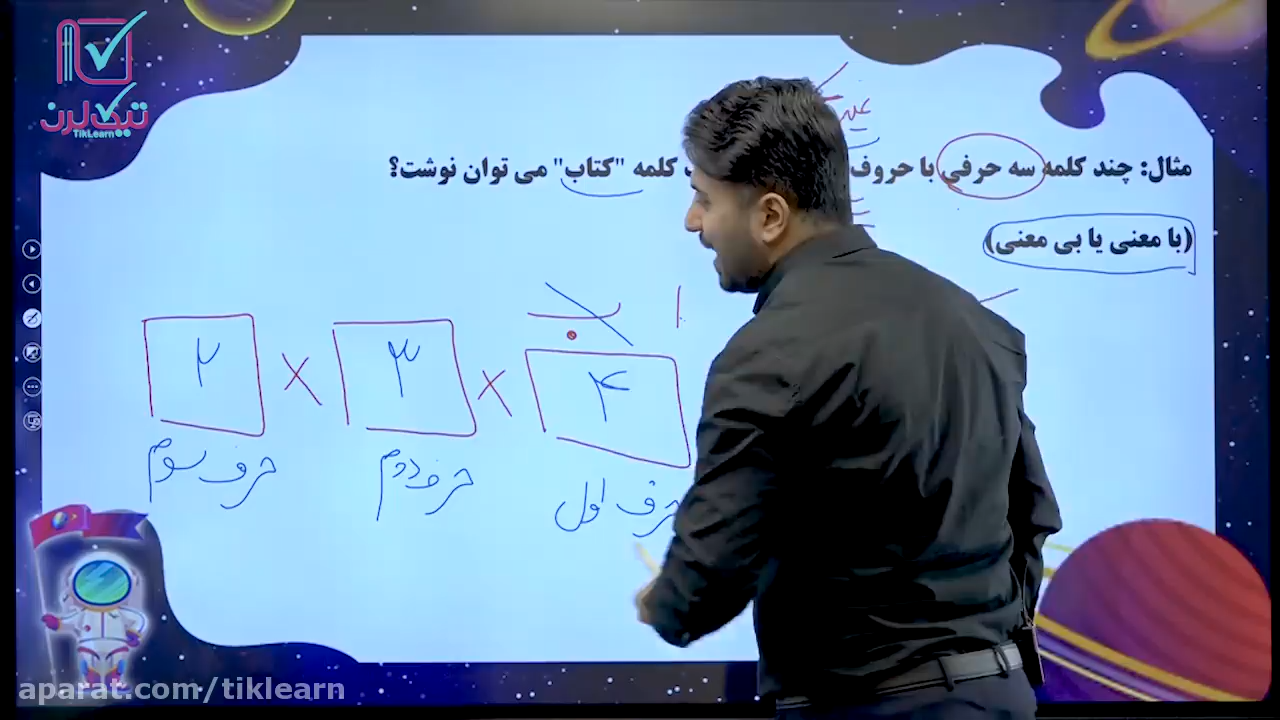 تیک لرن
TikLearn
مثال: چند کلمه سه حرفی با حروف کلمه "کتاب" می توان نوشت؟
(با معنی یا بی معنی)
ا ب
۴ × ۳ × ۲
حرف اول حرف دوم حرف سوم
aparat.com/tiklearn